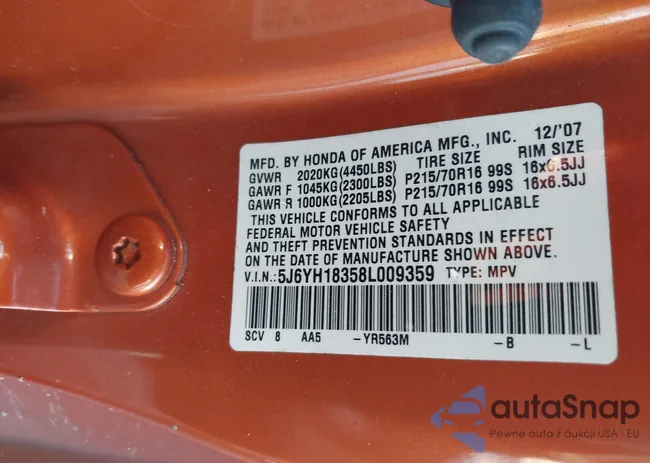 MFD. BY HONDA OF AMERICA MFG., INC. 12/'07
GVWR 2020KG(4450LBS) TIRE SIZE RIM SIZE
GAWR F 1045KG(2300LBS) P215/70R16 99S 16x6.5JJ
GAWR R 1000KG(2205LBS) P215/70R16 99S 16x6.5JJ
THIS VEHICLE CONFORMS TO ALL APPLICABLE
FEDERAL MOTOR VEHICLE SAFETY
AND THEFT PREVENTION STANDARDS IN EFFECT
ON THE DATE OF MANUFACTURE SHOWN ABOVE.
V.I.N.:5J6YH18358L009359 TYPE: MPV
SCV 8 AA5 -YR563M -B -L
autoSnap
Pewne auta z aukcji USA i EU